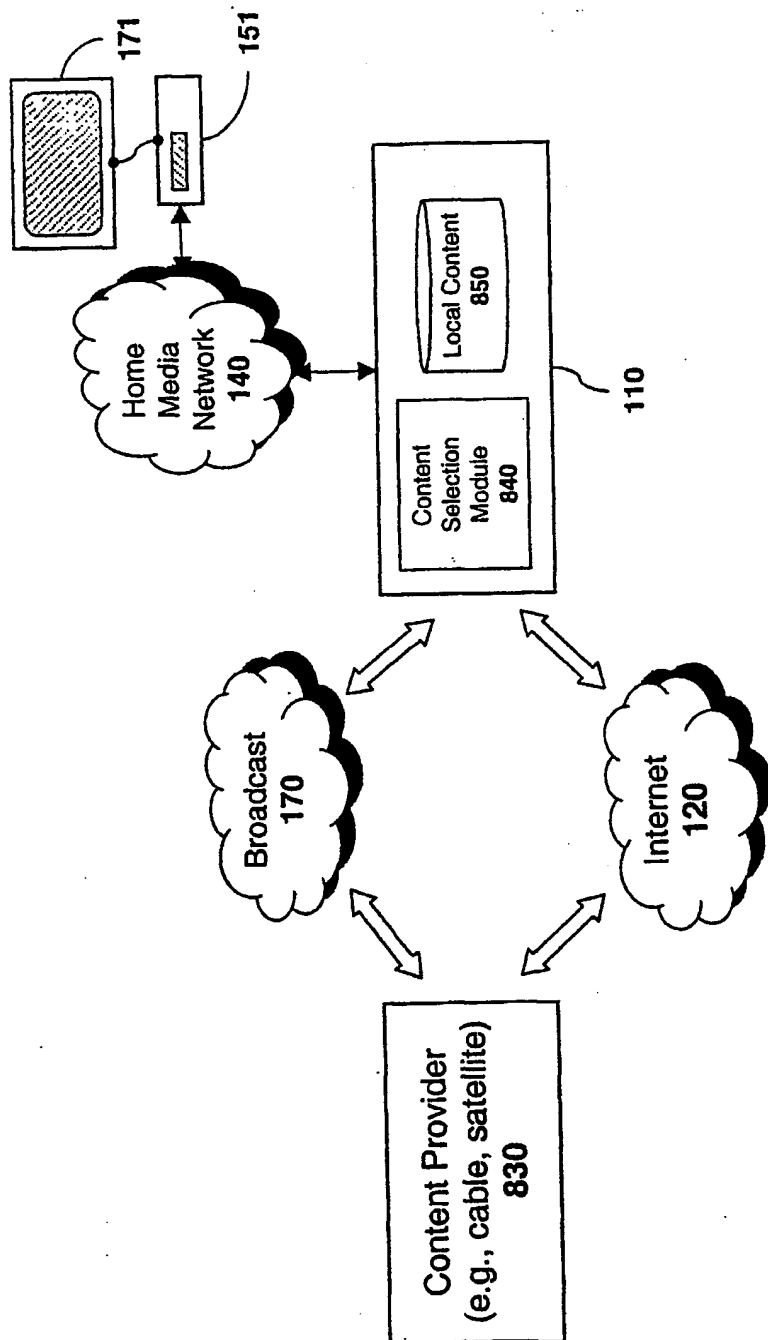 Content Provider
(e.g., cable, satellite)
830
Broadcast
170
Internet
120
Content
Selection
Module
840
Local Content
850
110
Home
Media
Network
140
171
151